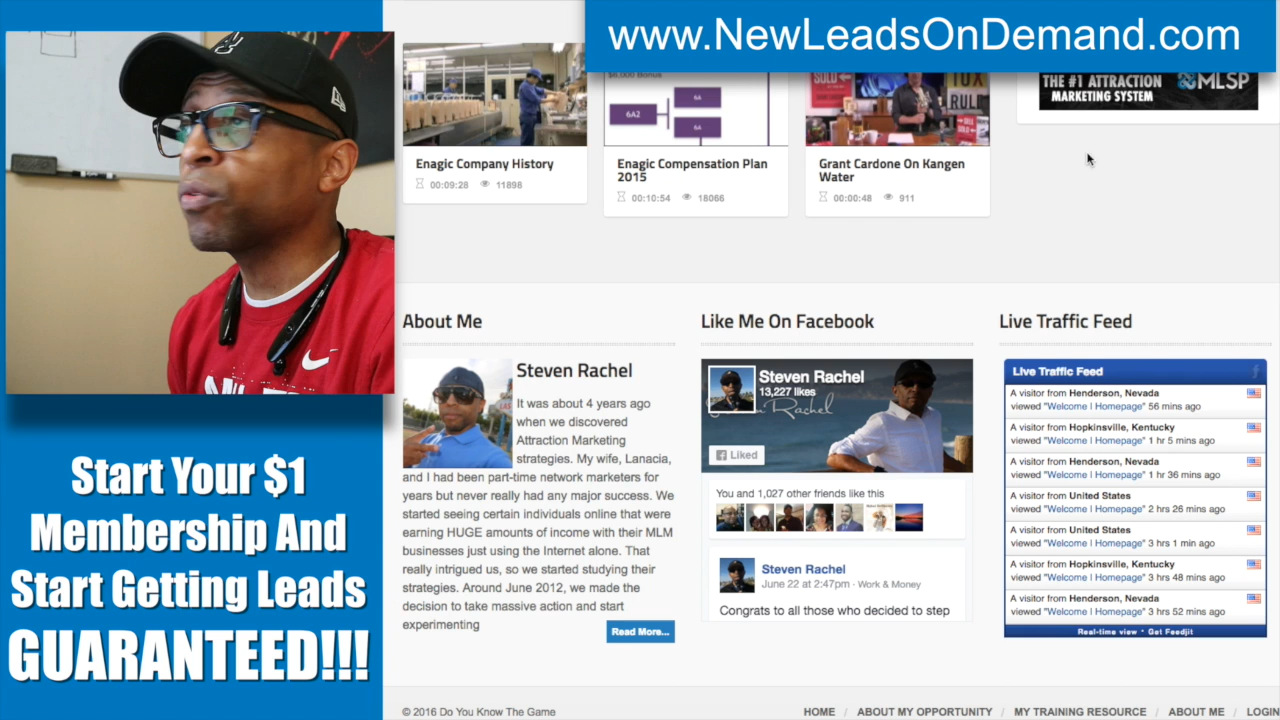 www.NewLeadsOnDemand.com
$6,000 Bonus
6A2
6A
6A
SOLD
RUL
THE #1 ATTRACTION
MARKETING SYSTEM
MLSP
Enagic Company History
00:09:28 11898
Enagic Compensation Plan
2015
00:10:54 18066
Grant Cardone On Kangen
Water
00:00:48 911
Start Your $1
Membership And
Start Getting Leads
GUARANTEED!!!
About Me
Steven Rachel
It was about 4 years ago
when we discovered
Attraction Marketing
strategies. My wife, Lanacia,
and I had been part-time network marketers for
years but never really had any major success. We
started seeing certain individuals online that were
earning HUGE amounts of income with their MLM
businesses just using the Internet alone. That
really intrigued us, so we started studying their
strategies. Around June 2012, we made the
decision to take massive action and start
experimenting
Read More...
Like Me On Facebook
Steven Rachel
13,227 likes
Liked
You and 1,027 other friends like this
Steven Rachel
June 22 at 2:47pm · Work & Money
Congrats to all those who decided to step
Live Traffic Feed
Live Traffic Feed
A visitor from Henderson, Nevada
viewed "Welcome | Homepage" 56 mins ago
A visitor from Hopkinsville, Kentucky
viewed "Welcome | Homepage" 1 hr 5 mins ago
A visitor from Henderson, Nevada
viewed "Welcome | Homepage" 1 hr 36 mins ago
A visitor from United States
viewed "Welcome | Homepage" 2 hrs 26 mins ago
A visitor from United States
viewed "Welcome | Homepage" 3 hrs 1 min ago
A visitor from Hopkinsville, Kentucky
viewed "Welcome | Homepage" 3 hrs 48 mins ago
A visitor from Henderson, Nevada
viewed "Welcome | Homepage" 3 hrs 52 mins ago
Real-time view · Get Feedjit
© 2016 Do You Know The Game
HOME / ABOUT MY OPPORTUNITY / MY TRAINING RESOURCE / ABOUT ME / LOGIN